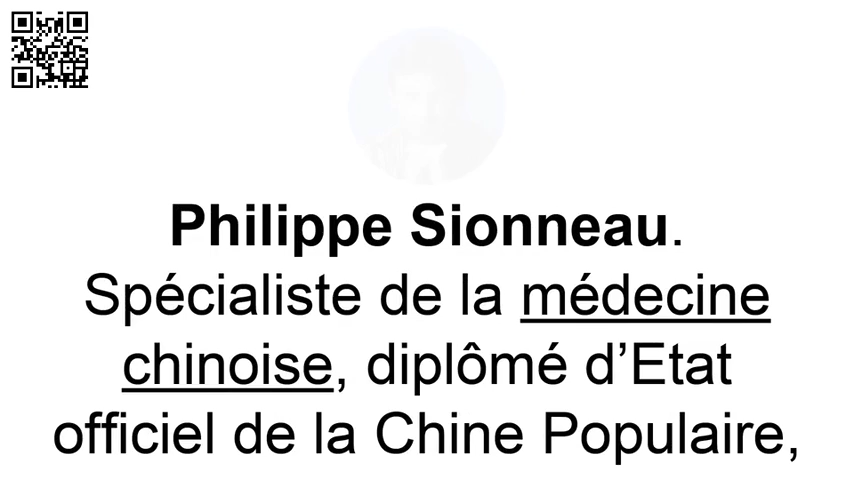 Philippe Sionneau.
Spécialiste de la médecine
chinoise, diplômé d’Etat
officiel de la Chine Populaire,